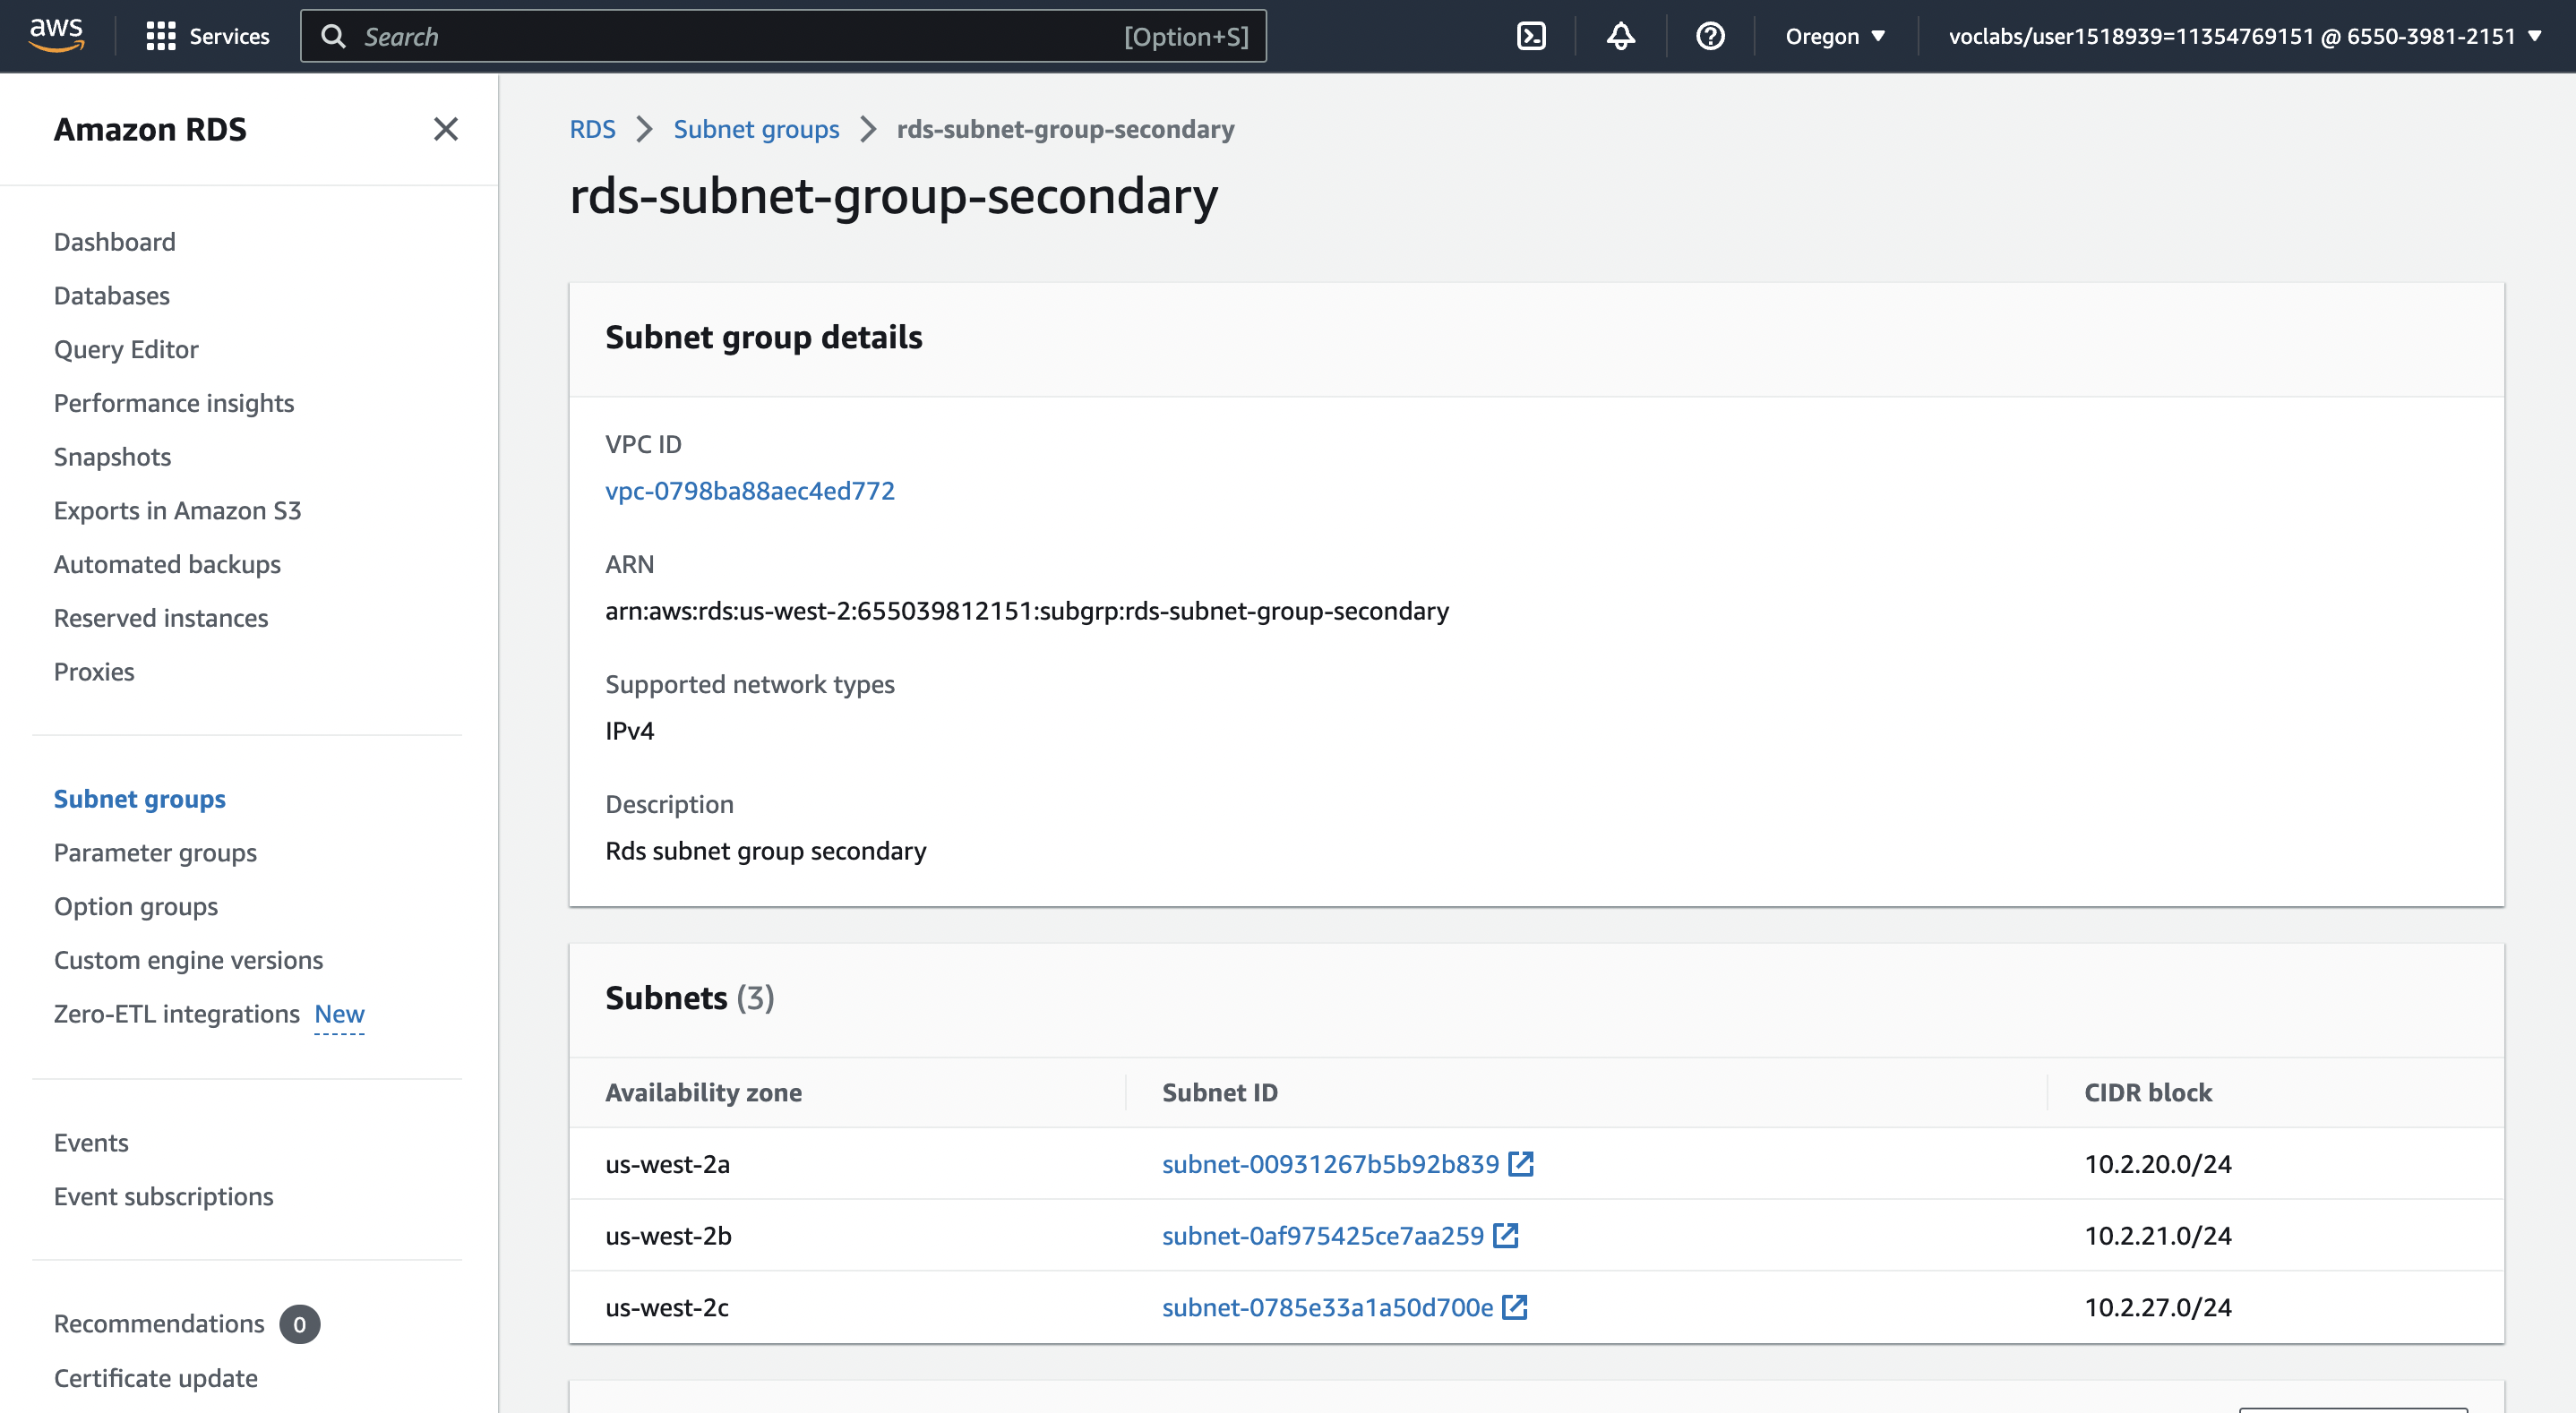 aws Services Search [Option+S] Oregon voclabs/user1518939=11354769151 @ 6550-3981-2151
Amazon RDS
Dashboard
Databases
Query Editor
Performance insights
Snapshots
Exports in Amazon S3
Automated backups
Reserved instances
Proxies
Subnet groups
Parameter groups
Option groups
Custom engine versions
Zero-ETL integrations New
Events
Event subscriptions
Recommendations 0
Certificate update
RDS Subnet groups rds-subnet-group-secondary
rds-subnet-group-secondary
Subnet group details
VPC ID
vpc-0798ba88aec4ed772
ARN
arn:aws:rds:us-west-2:655039812151:subgrp:rds-subnet-group-secondary
Supported network types
IPv4
Description
Rds subnet group secondary
Subnets (3)
Availability zone Subnet ID CIDR block
us-west-2a subnet-00931267b5b92b839 10.2.20.0/24
us-west-2b subnet-0af975425ce7aa259 10.2.21.0/24
us-west-2c subnet-0785e33a1a50d700e 10.2.27.0/24